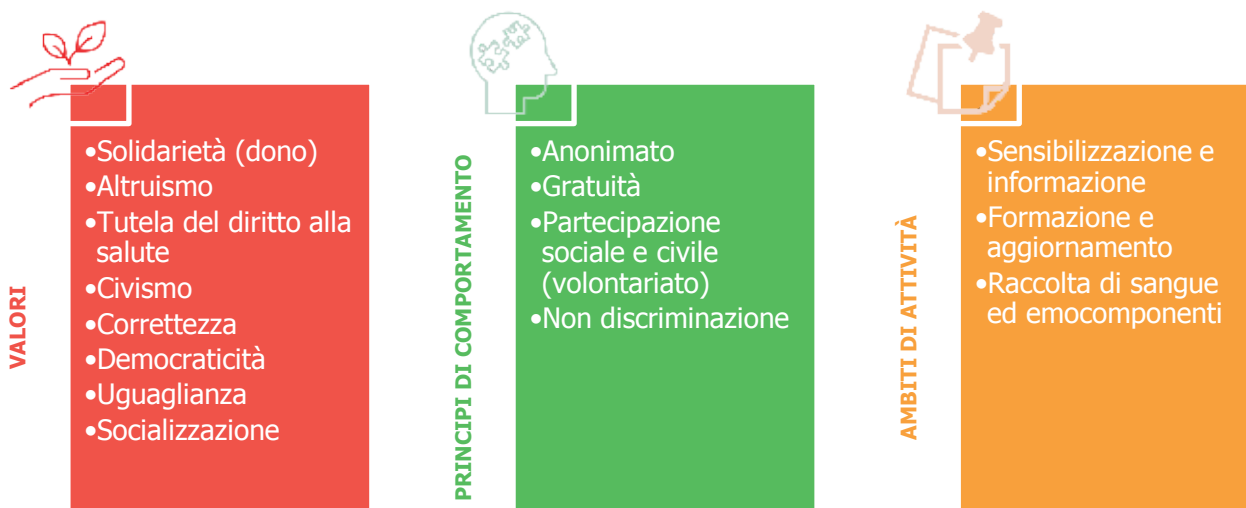 VALORI
•Solidarietà (dono)
•Altruismo
•Tutela del diritto alla
salute
•Civismo
•Correttezza
•Democraticità
•Uguaglianza
•Socializzazione
PRINCIPI DI COMPORTAMENTO
•Anonimato
•Gratuità
•Partecipazione
sociale e civile
(volontariato)
•Non discriminazione
AMBITI DI ATTIVITÀ
•Sensibilizzazione e
informazione
•Formazione e
aggiornamento
•Raccolta di sangue
ed emocomponenti